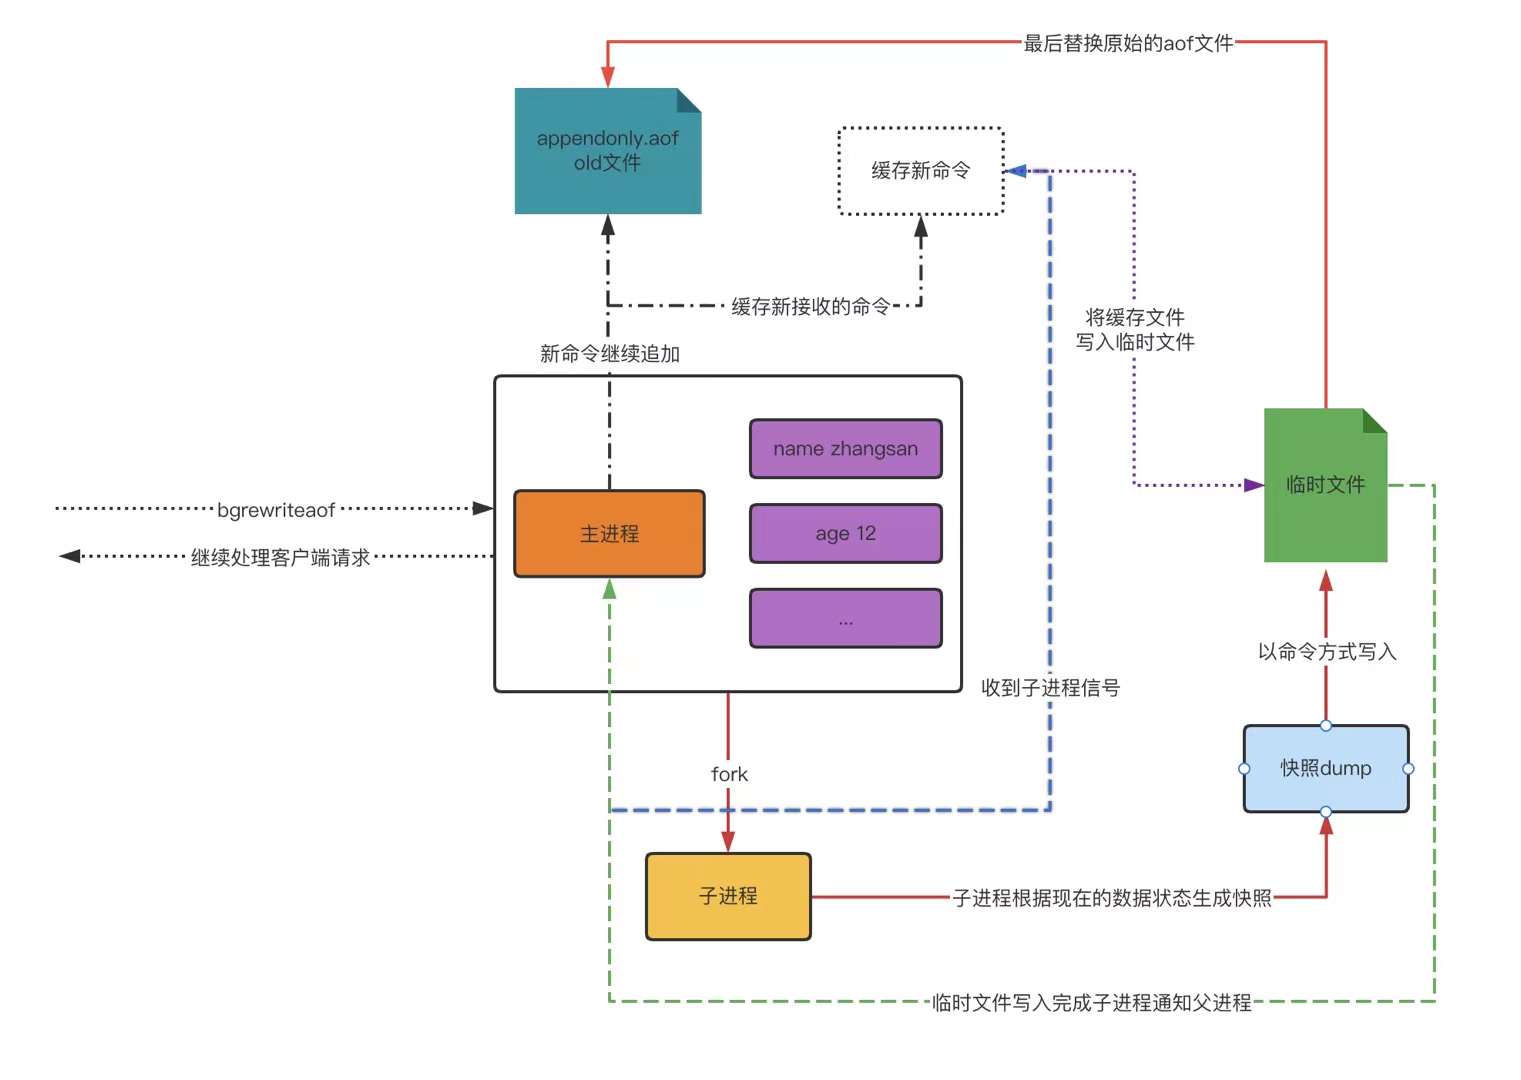 最后替换原始的aof文件
appendonly.aof
old文件
缓存新命令
缓存新接收的命令
将缓存文件
写入临时文件
新命令继续追加
name zhangsan
临时文件
bgrewriteaof
主进程
age 12
继续处理客户端请求
...
以命令方式写入
收到子进程信号
fork
快照dump
子进程
子进程根据现在的数据状态生成快照
临时文件写入完成子进程通知父进程